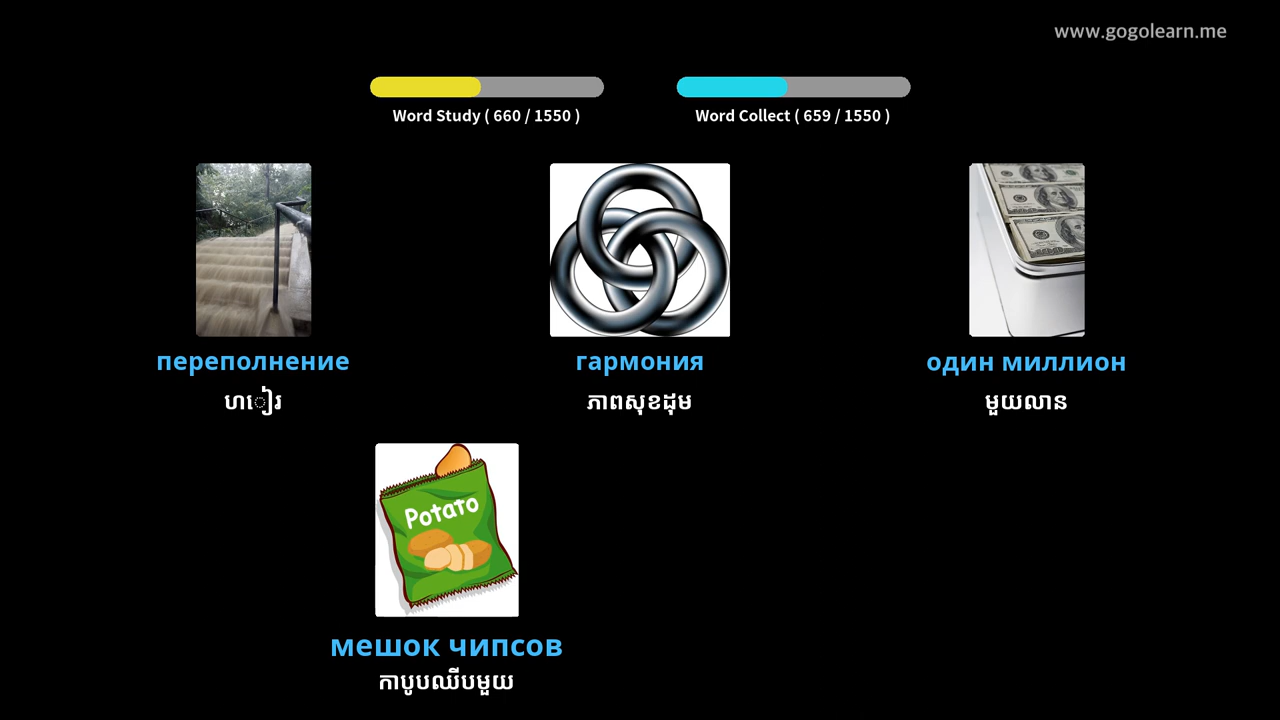 www.gogolearn.me
Word Study ( 660 / 1550 )
Word Collect ( 659 / 1550 )
переполнение
гармония
один миллион
ហៀរ
ភាពសុខដុម
មួយលាន
Potato
мешок чипсов
កាបូបឈីបមួយ